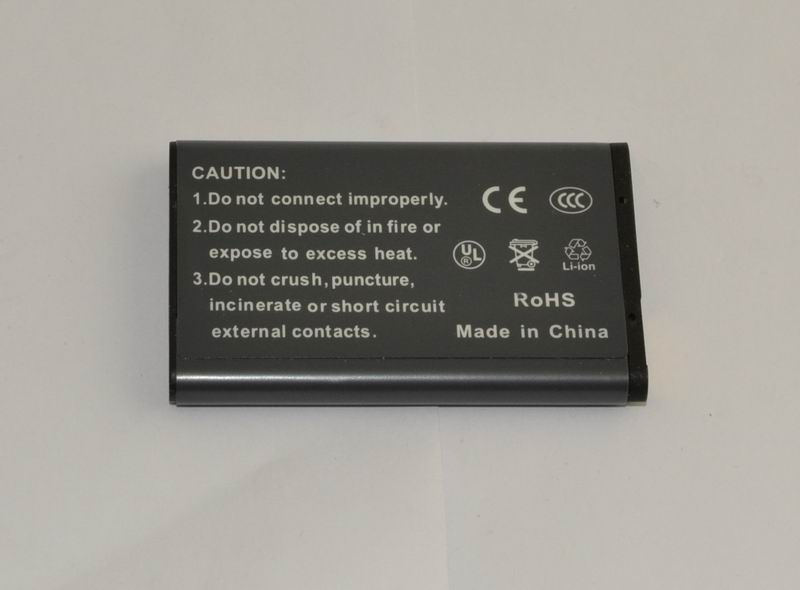 CAUTION:
1.Do not connect improperly.
2.Do not dispose of in fire or
expose to excess heat.
3.Do not crush, puncture,
incinerate or short circuit
external contacts.
CE CCC
UL ® Li-ion
RoHS
Made in China